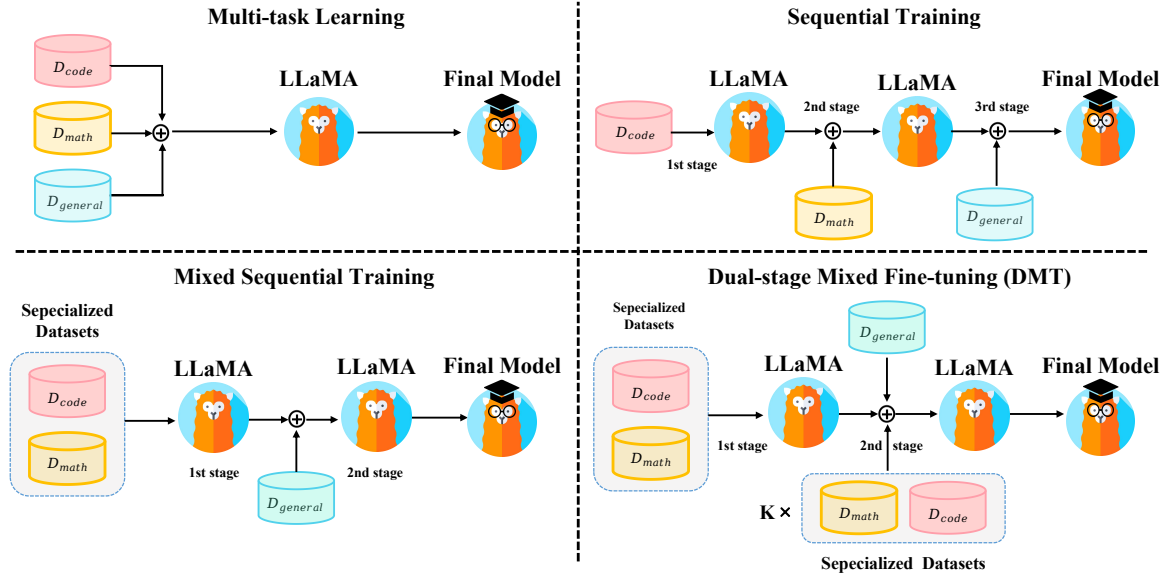 Multi-task Learning
D_code
D_math
D_general
LLaMA
Final Model
Sequential Training
D_code
1st stage
LLaMA
2nd stage
D_math
LLaMA
3rd stage
D_general
Final Model
Mixed Sequential Training
Sepecialized
Datasets
D_code
D_math
LLaMA
1st stage
D_general
LLaMA
2nd stage
Final Model
Dual-stage Mixed Fine-tuning (DMT)
Sepecialized
Datasets
D_code
D_math
1st stage
LLaMA
D_general
2nd stage
K ×
D_math
D_code
Sepecialized Datasets
LLaMA
Final Model